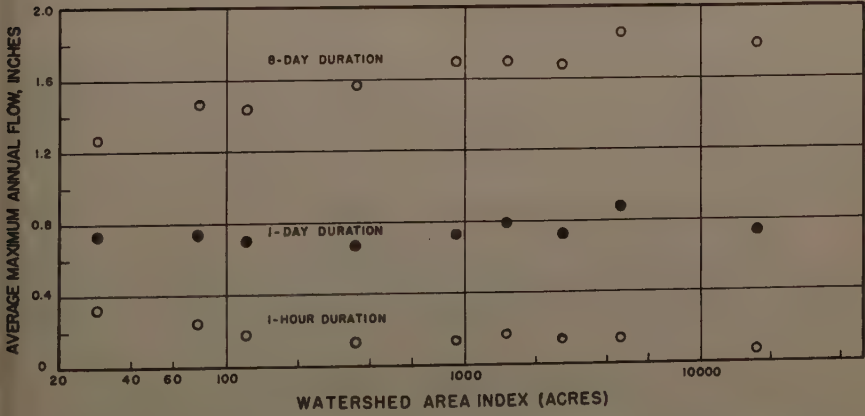 AVERAGE MAXIMUM ANNUAL FLOW, INCHES
2.0
1.6
1.2
0.8
0.4
0
8-DAY DURATION
1-DAY DURATION
1-HOUR DURATION
20 40 60 100 1000 10000
WATERSHED AREA INDEX (ACRES)